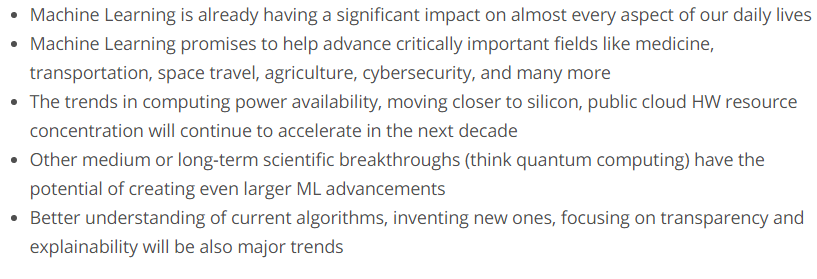 • Machine Learning is already having a significant impact on almost every aspect of our daily lives
• Machine Learning promises to help advance critically important fields like medicine,
transportation, space travel, agriculture, cybersecurity, and many more
• The trends in computing power availability, moving closer to silicon, public cloud HW resource
concentration will continue to accelerate in the next decade
• Other medium or long-term scientific breakthroughs (think quantum computing) have the
potential of creating even larger ML advancements
• Better understanding of current algorithms, inventing new ones, focusing on transparency and
explainability will be also major trends